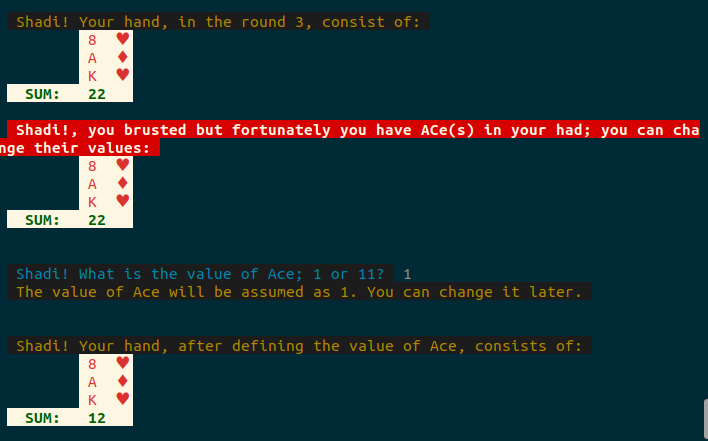 Shadi! Your hand, in the round 3, consist of:
8 ♥
A ♦
K ♥
SUM: 22
Shadi!, you brusted but fortunately you have ACe(s) in your had; you can cha
nge their values:
8 ♥
A ♦
K ♥
SUM: 22
Shadi! What is the value of Ace; 1 or 11? 1
The value of Ace will be assumed as 1. You can change it later.
Shadi! Your hand, after defining the value of Ace, consists of:
8 ♥
A ♦
K ♥
SUM: 12